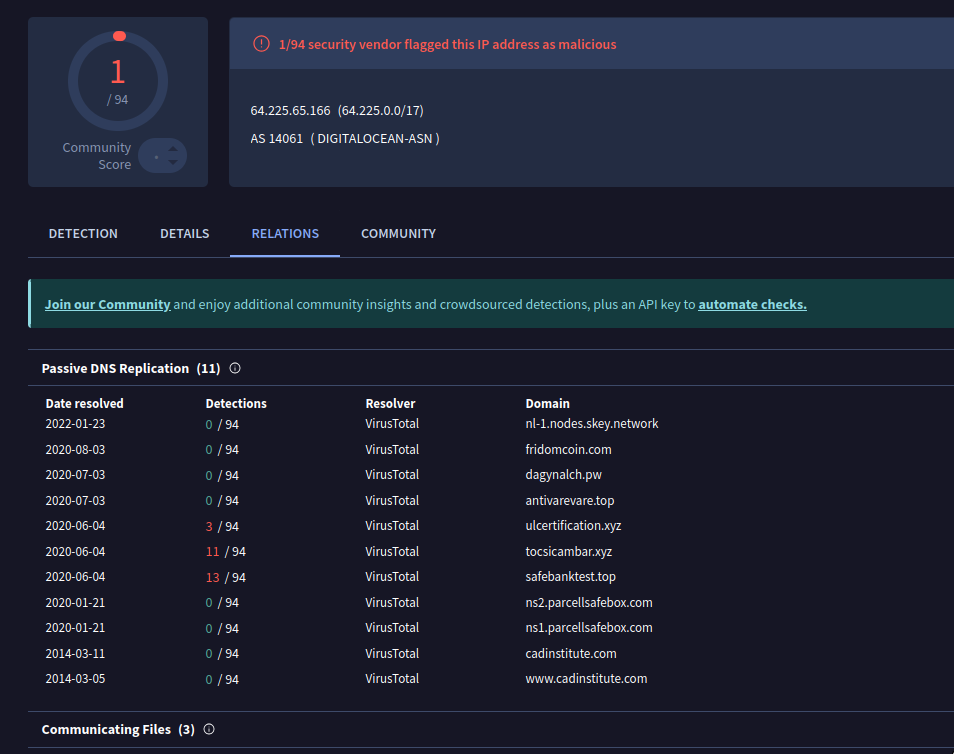 1
/ 94
Community
Score
1/94 security vendor flagged this IP address as malicious
64.225.65.166 (64.225.0.0/17)
AS 14061 ( DIGITALOCEAN-ASN )
DETECTION DETAILS RELATIONS COMMUNITY
Join our Community and enjoy additional community insights and crowdsourced detections, plus an API key to automate checks.
Passive DNS Replication (11)
Date resolved Detections Resolver Domain
2022-01-23 0 / 94 VirusTotal nl-1.nodes.skey.network
2020-08-03 0 / 94 VirusTotal fridomcoin.com
2020-07-03 0 / 94 VirusTotal dagynalch.pw
2020-07-03 0 / 94 VirusTotal antivarevare.top
2020-06-04 3 / 94 VirusTotal ulcertification.xyz
2020-06-04 11 / 94 VirusTotal tocsicambar.xyz
2020-06-04 13 / 94 VirusTotal safebanktest.top
2020-01-21 0 / 94 VirusTotal ns2.parcellsafebox.com
2020-01-21 0 / 94 VirusTotal ns1.parcellsafebox.com
2014-03-11 0 / 94 VirusTotal cadinstitute.com
2014-03-05 0 / 94 VirusTotal www.cadinstitute.com
Communicating Files (3)